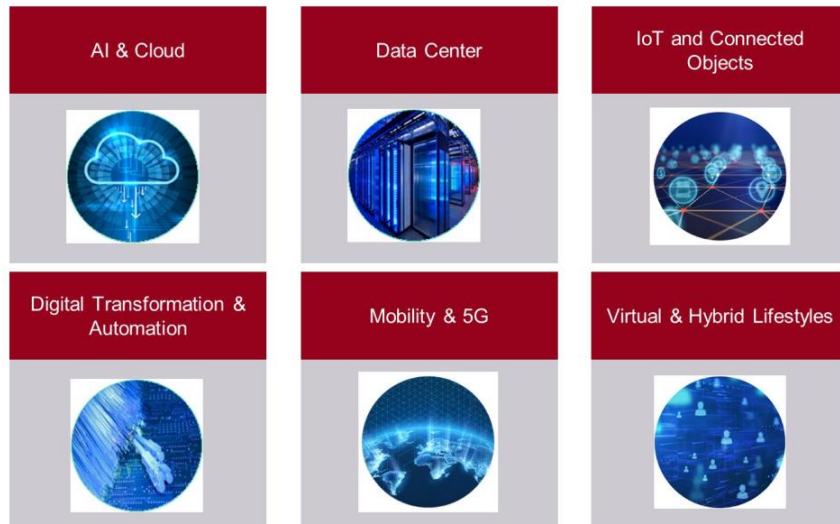 AI & Cloud
Data Center
IoT and Connected
Objects
Digital Transformation &
Automation
Mobility & 5G
Virtual & Hybrid Lifestyles